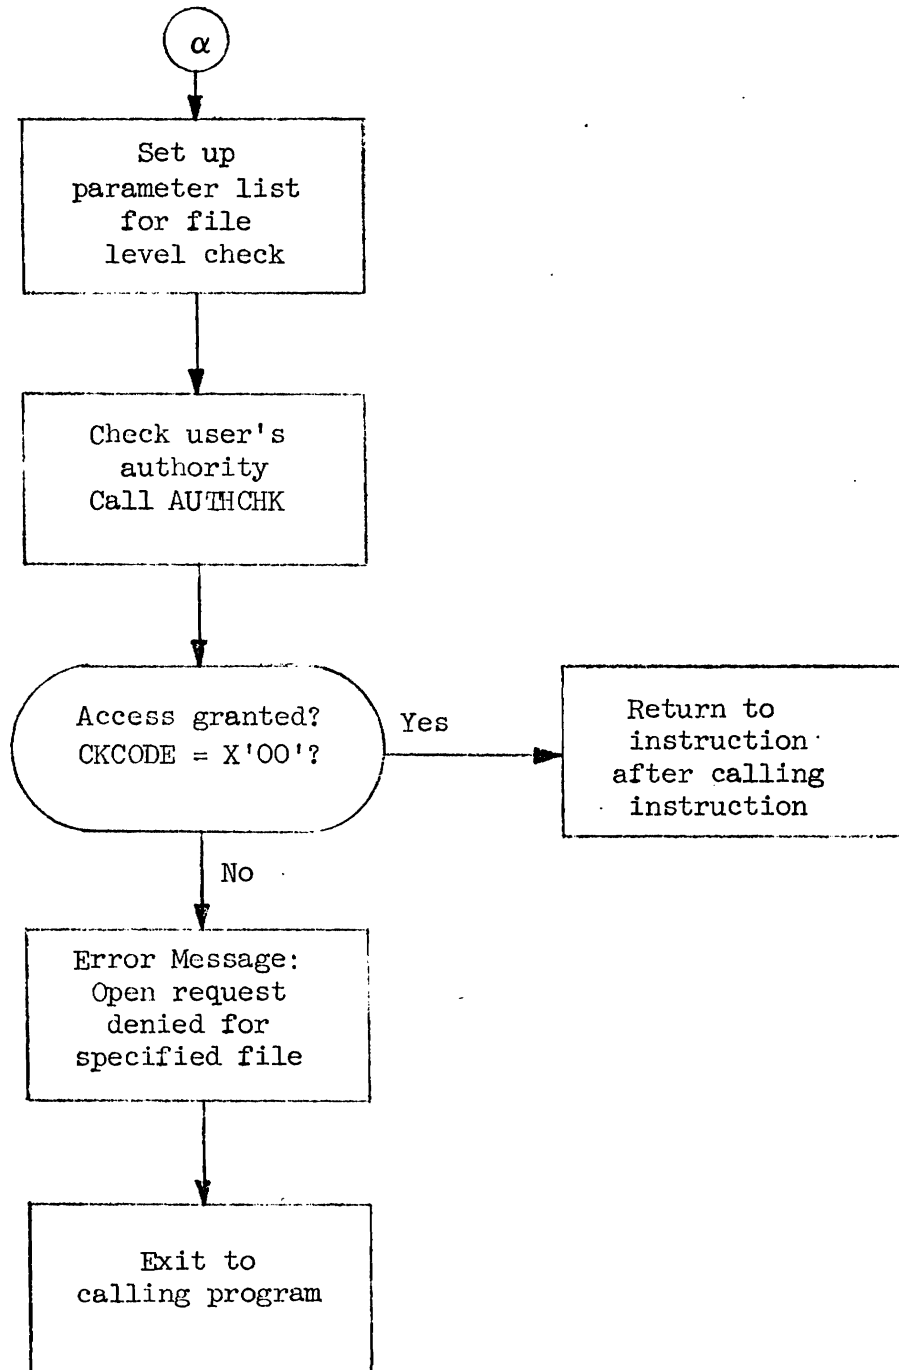 α
Set up
parameter list
for file
level check
Check user's
authority
Call AUTHCHK
Access granted?
CKCODE = X'00'?
Yes
Return to
instruction
after calling
instruction
No
Error Message:
Open request
denied for
specified file
Exit to
calling program